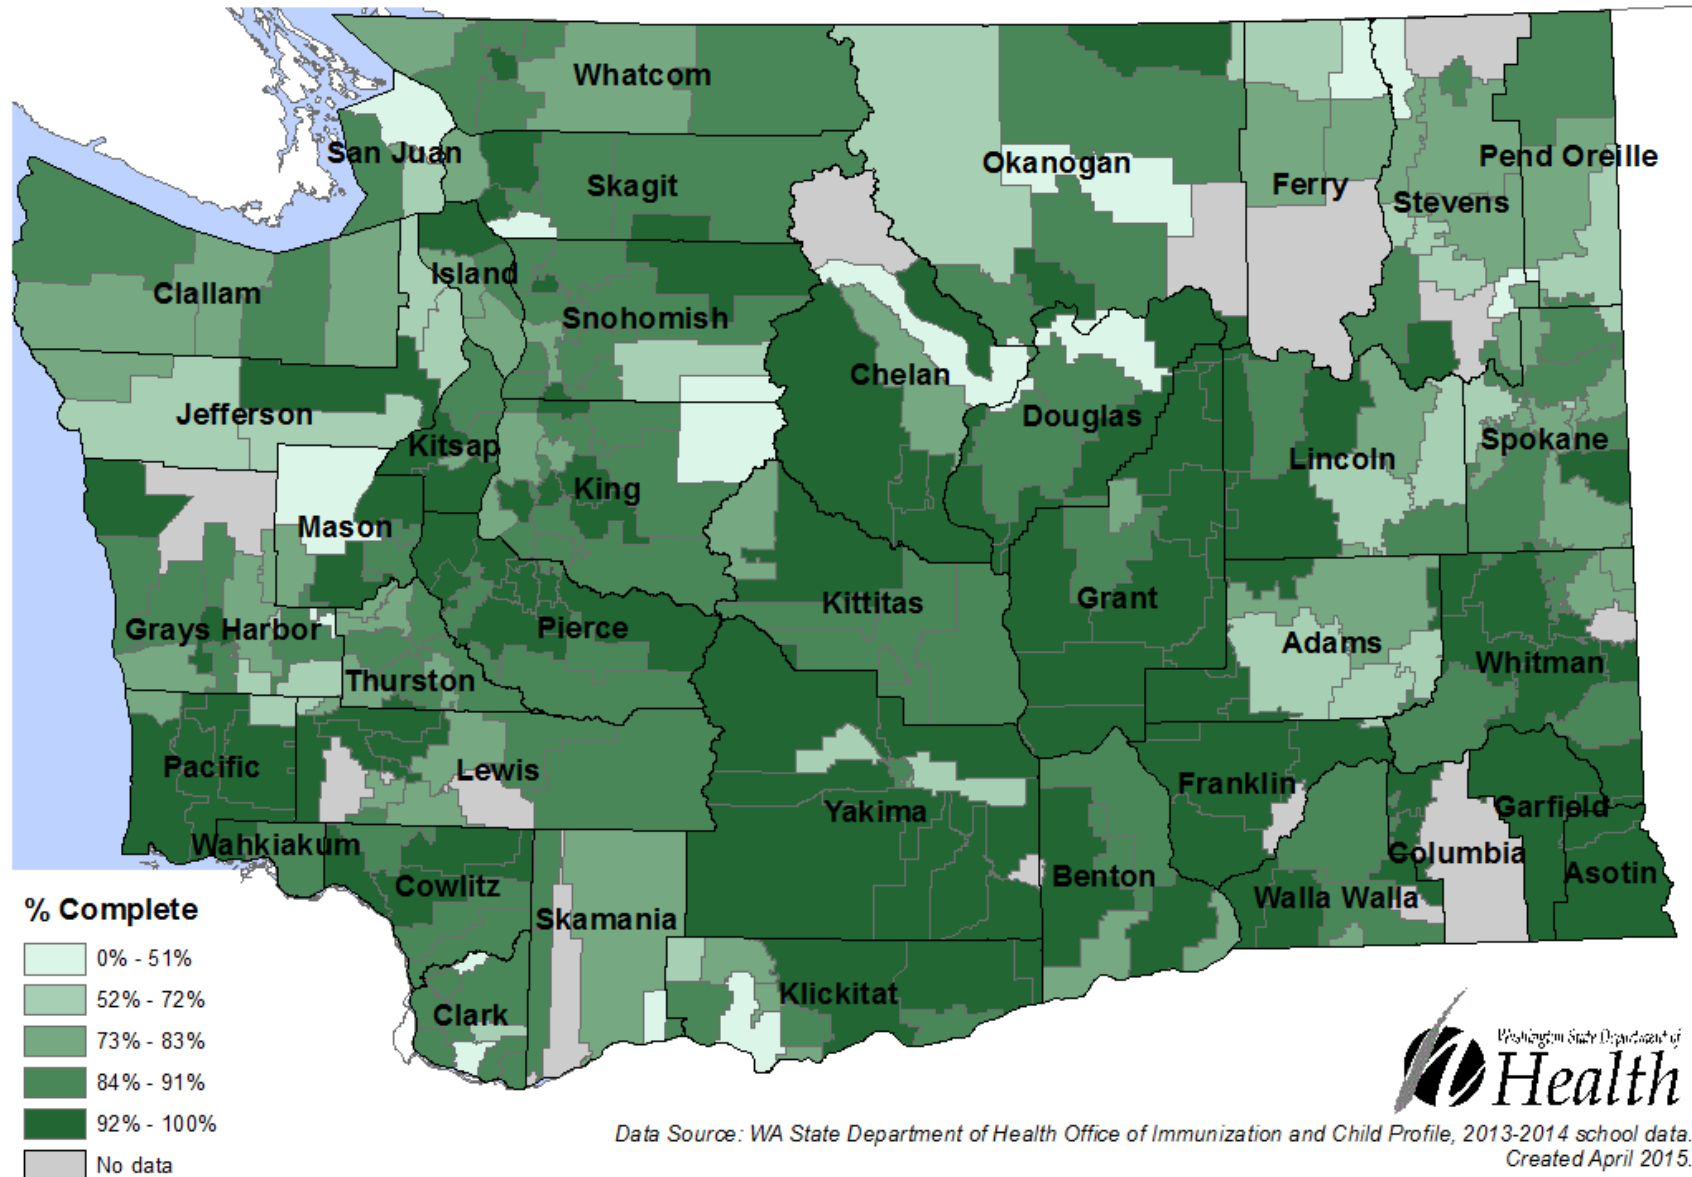 Whatcom
San Juan
Okanogan
Pend Oreille
Skagit
Ferry
Stevens
Island
Clallam
Snohomish
Chelan
Jefferson
Douglas
Kitsap
Spokane
Lincoln
King
Mason
Kittitas
Grant
Grays Harbor
Pierce
Adams
Whitman
Thurston
Pacific
Lewis
Franklin
Yakima
Garfield
Wahkiakum
Columbia
Cowlitz
Benton
Asotin
Walla Walla
Skamania
Klickitat
Clark
% Complete
0% - 51%
52% - 72%
73% - 83%
84% - 91%
92% - 100%
No data
Washington State Department of
Health
Data Source: WA State Department of Health Office of Immunization and Child Profile, 2013-2014 school data.
Created April 2015.